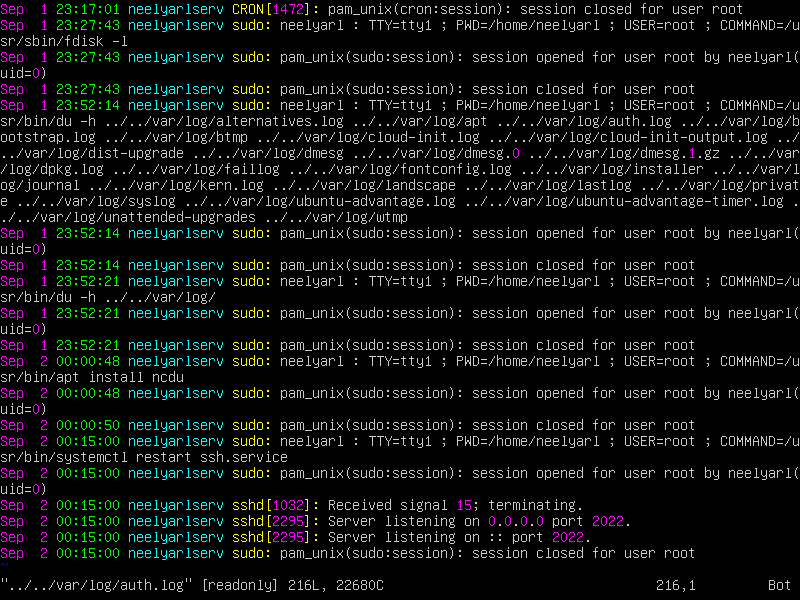 Sep  1 23:17:01 neelyarlserv CRON[1472]: pam_unix(cron:session): session closed for user root
Sep  1 23:27:43 neelyarlserv sudo: neelyarl : TTY=tty1 ; PWD=/home/neelyarl ; USER=root ; COMMAND=/u
sr/sbin/fdisk -l
Sep  1 23:27:43 neelyarlserv sudo: pam_unix(sudo:session): session opened for user root by neelyarl(
uid=0)
Sep  1 23:27:43 neelyarlserv sudo: pam_unix(sudo:session): session closed for user root
Sep  1 23:52:14 neelyarlserv sudo: neelyarl : TTY=tty1 ; PWD=/home/neelyarl ; USER=root ; COMMAND=/u
sr/bin/du -h ../../var/log/alternatives.log ../../var/log/apt ../../var/log/auth.log ../../var/log/b
ootstrap.log ../../var/log/btmp ../../var/log/cloud-init.log ../../var/log/cloud-init-output.log ../
../var/log/dist-upgrade ../../var/log/dmesg ../../var/log/dmesg.0 ../../var/log/dmesg.1.gz ../../var
/log/dpkg.log ../../var/log/faillog ../../var/log/fontconfig.log ../../var/log/installer ../../var/l
og/journal ../../var/log/kern.log ../../var/log/landscape ../../var/log/lastlog ../../var/log/privat
e ../../var/log/syslog ../../var/log/ubuntu-advantage.log ../../var/log/ubuntu-advantage-timer.log .
./../var/log/unattended-upgrades ../../var/log/wtmp
Sep  1 23:52:14 neelyarlserv sudo: pam_unix(sudo:session): session opened for user root by neelyarl(
uid=0)
Sep  1 23:52:14 neelyarlserv sudo: pam_unix(sudo:session): session closed for user root
Sep  1 23:52:21 neelyarlserv sudo: neelyarl : TTY=tty1 ; PWD=/home/neelyarl ; USER=root ; COMMAND=/u
sr/bin/du -h ../../var/log/
Sep  1 23:52:21 neelyarlserv sudo: pam_unix(sudo:session): session opened for user root by neelyarl(
uid=0)
Sep  1 23:52:21 neelyarlserv sudo: pam_unix(sudo:session): session closed for user root
Sep  2 00:00:48 neelyarlserv sudo: neelyarl : TTY=tty1 ; PWD=/home/neelyarl ; USER=root ; COMMAND=/u
sr/bin/apt install ncdu
Sep  2 00:00:48 neelyarlserv sudo: pam_unix(sudo:session): session opened for user root by neelyarl(
uid=0)
Sep  2 00:00:50 neelyarlserv sudo: pam_unix(sudo:session): session closed for user root
Sep  2 00:15:00 neelyarlserv sudo: neelyarl : TTY=tty1 ; PWD=/home/neelyarl ; USER=root ; COMMAND=/u
sr/bin/systemctl restart ssh.service
Sep  2 00:15:00 neelyarlserv sudo: pam_unix(sudo:session): session opened for user root by neelyarl(
uid=0)
Sep  2 00:15:00 neelyarlserv sshd[1032]: Received signal 15; terminating.
Sep  2 00:15:00 neelyarlserv sshd[2295]: Server listening on 0.0.0.0 port 2022.
Sep  2 00:15:00 neelyarlserv sshd[2295]: Server listening on :: port 2022.
Sep  2 00:15:00 neelyarlserv sudo: pam_unix(sudo:session): session closed for user root
~
"../../var/log/auth.log" [readonly] 216L, 22680C 216,1 Bot